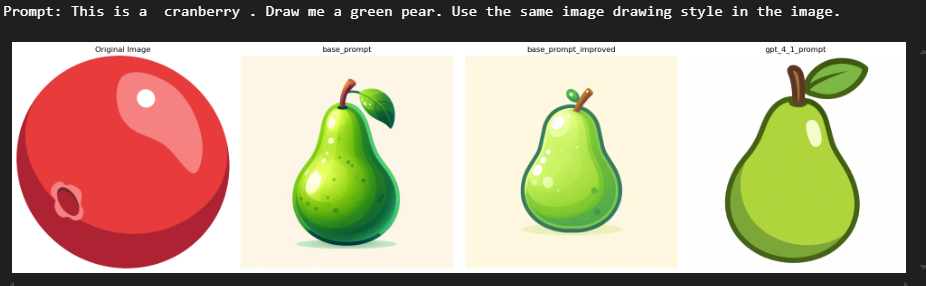 Prompt: This is a  cranberry . Draw me a green pear. Use the same image drawing style in the image.
Original Image
base_prompt
base_prompt_improved
gpt_4_1_prompt